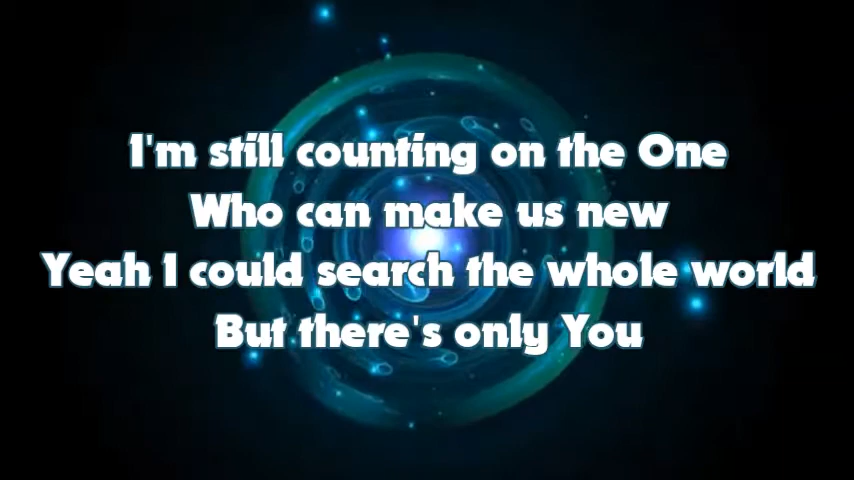 I'm still counting on the One
Who can make us new
Yeah I could search the whole world
But there's only You